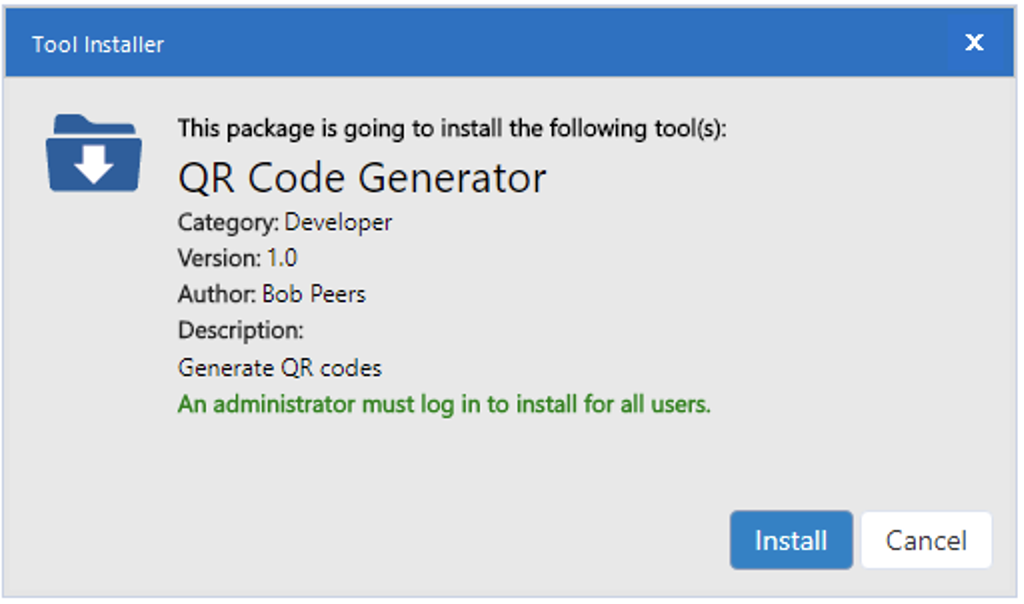 Tool Installer
X
This package is going to install the following tool(s):
QR Code Generator
Category: Developer
Version: 1.0
Author: Bob Peers
Description:
Generate QR codes
An administrator must log in to install for all users.
Install Cancel